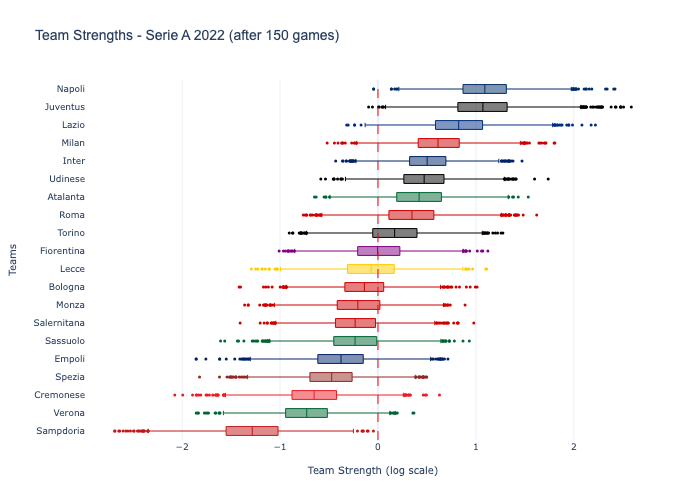 Team Strengths - Serie A 2022 (after 150 games)
Teams
Napoli
Juventus
Lazio
Milan
Inter
Udinese
Atalanta
Roma
Torino
Fiorentina
Lecce
Bologna
Monza
Salernitana
Sassuolo
Empoli
Spezia
Cremonese
Verona
Sampdoria
−2 −1 0 1 2
Team Strength (log scale)